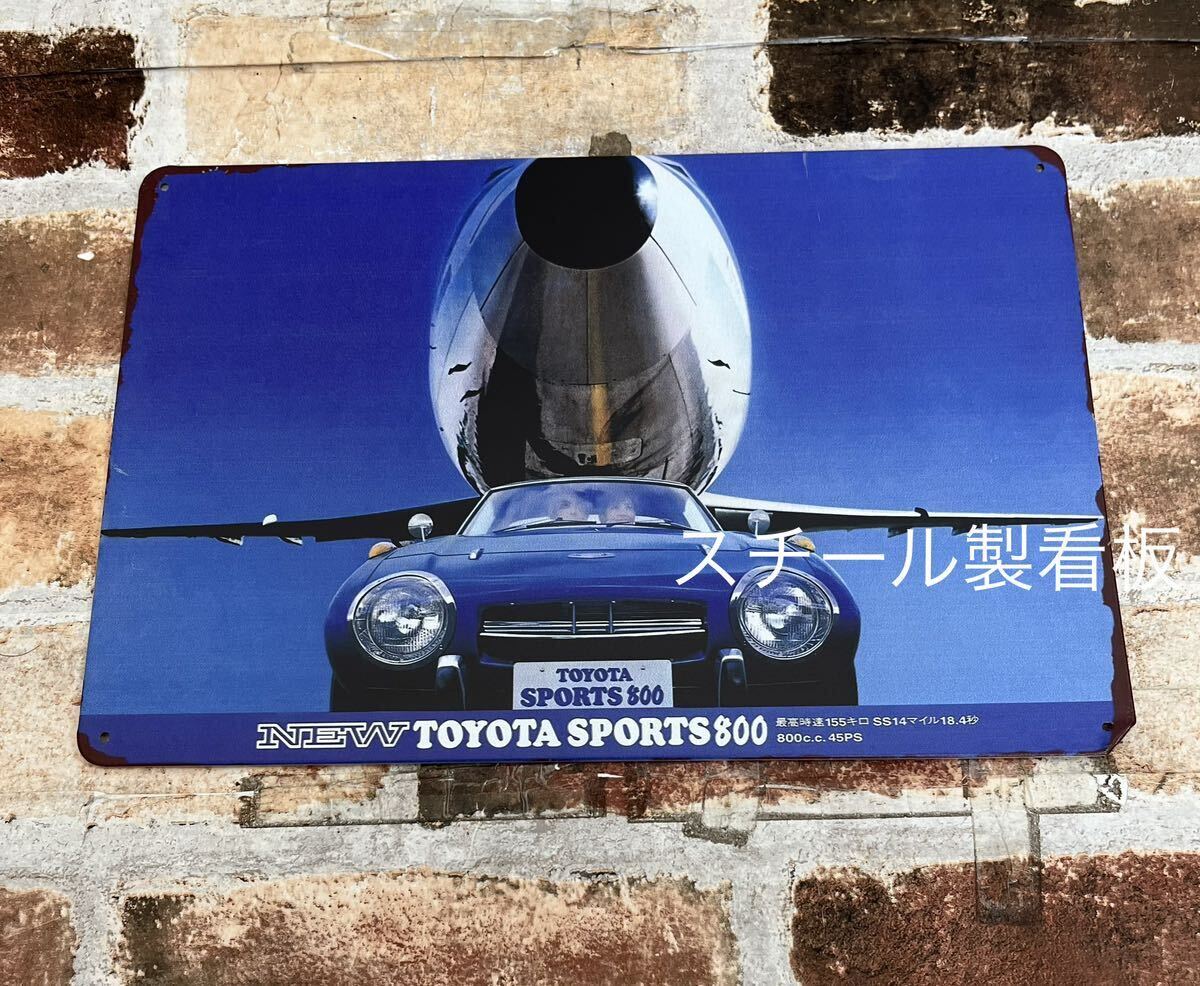 スチール製看板
TOYOTA
SPORTS 800
NEW TOYOTA SPORTS 800
最高時速155キロ SS14マイル18.4秒
800c.c. 45PS